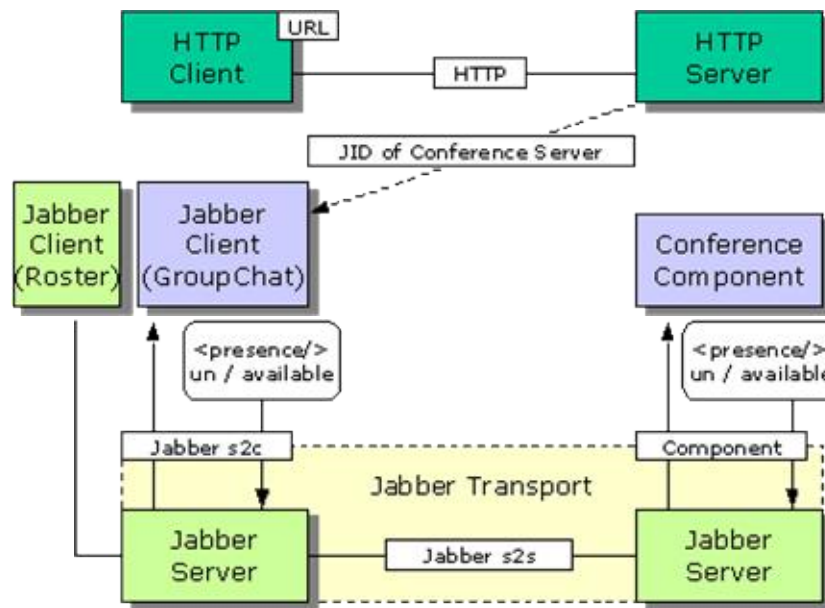 HTTP
Client
URL
HTTP
HTTP
Server
JID of Conference Server
Jabber
Client
(Roster)
Jabber
Client
(GroupChat)
Conference
Component
<presence/>
un / available
<presence/>
un / available
Jabber s2c
Component
Jabber Transport
Jabber
Server
Jabber s2s
Jabber
Server